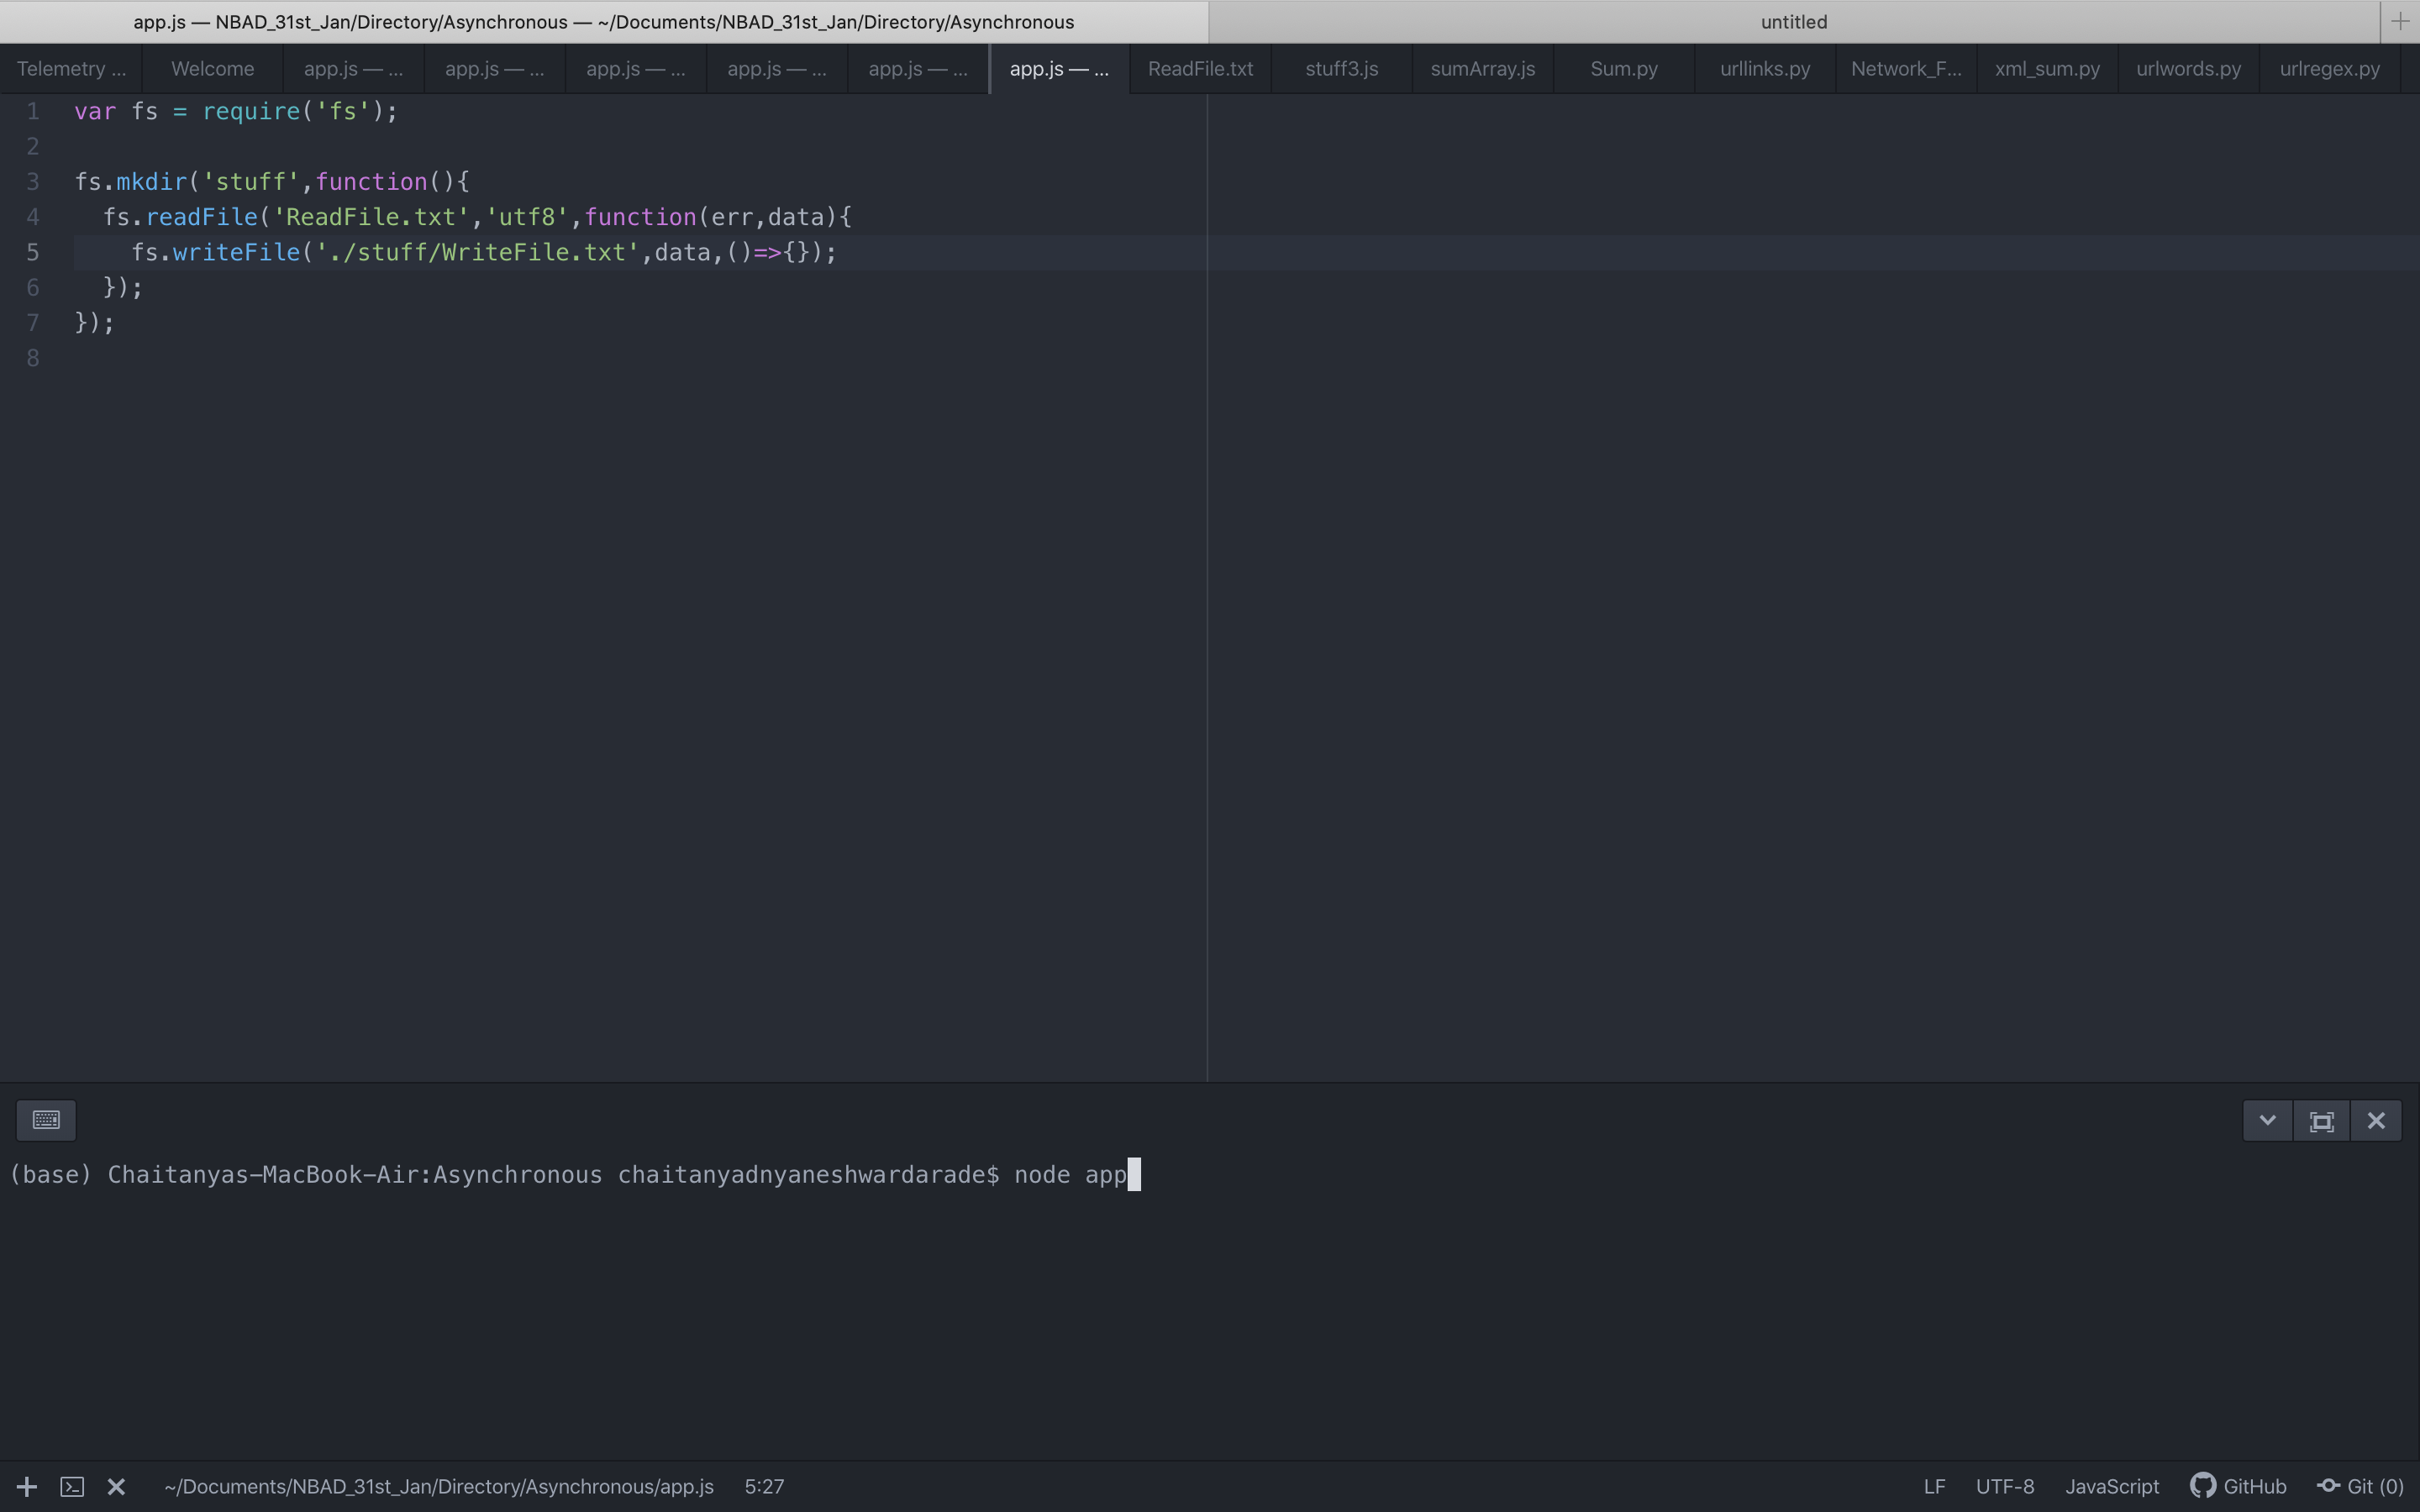 app.js — NBAD_31st_Jan/Directory/Asynchronous — ~/Documents/NBAD_31st_Jan/Directory/Asynchronous untitled
Telemetry ... Welcome app.js — ... app.js — ... app.js — ... app.js — ... app.js — ... app.js — ... ReadFile.txt stuff3.js sumArray.js Sum.py urllinks.py Network_F... xml_sum.py urlwords.py urlregex.py
1 var fs = require('fs');
2
3 fs.mkdir('stuff',function(){
4   fs.readFile('ReadFile.txt','utf8',function(err,data){
5     fs.writeFile('./stuff/WriteFile.txt',data,()=>{});
6   });
7 });
8
(base) Chaitanyas-MacBook-Air:Asynchronous chaitanyadnyaneshwardarade$ node app
~/Documents/NBAD_31st_Jan/Directory/Asynchronous/app.js 5:27 LF UTF-8 JavaScript GitHub Git (0)